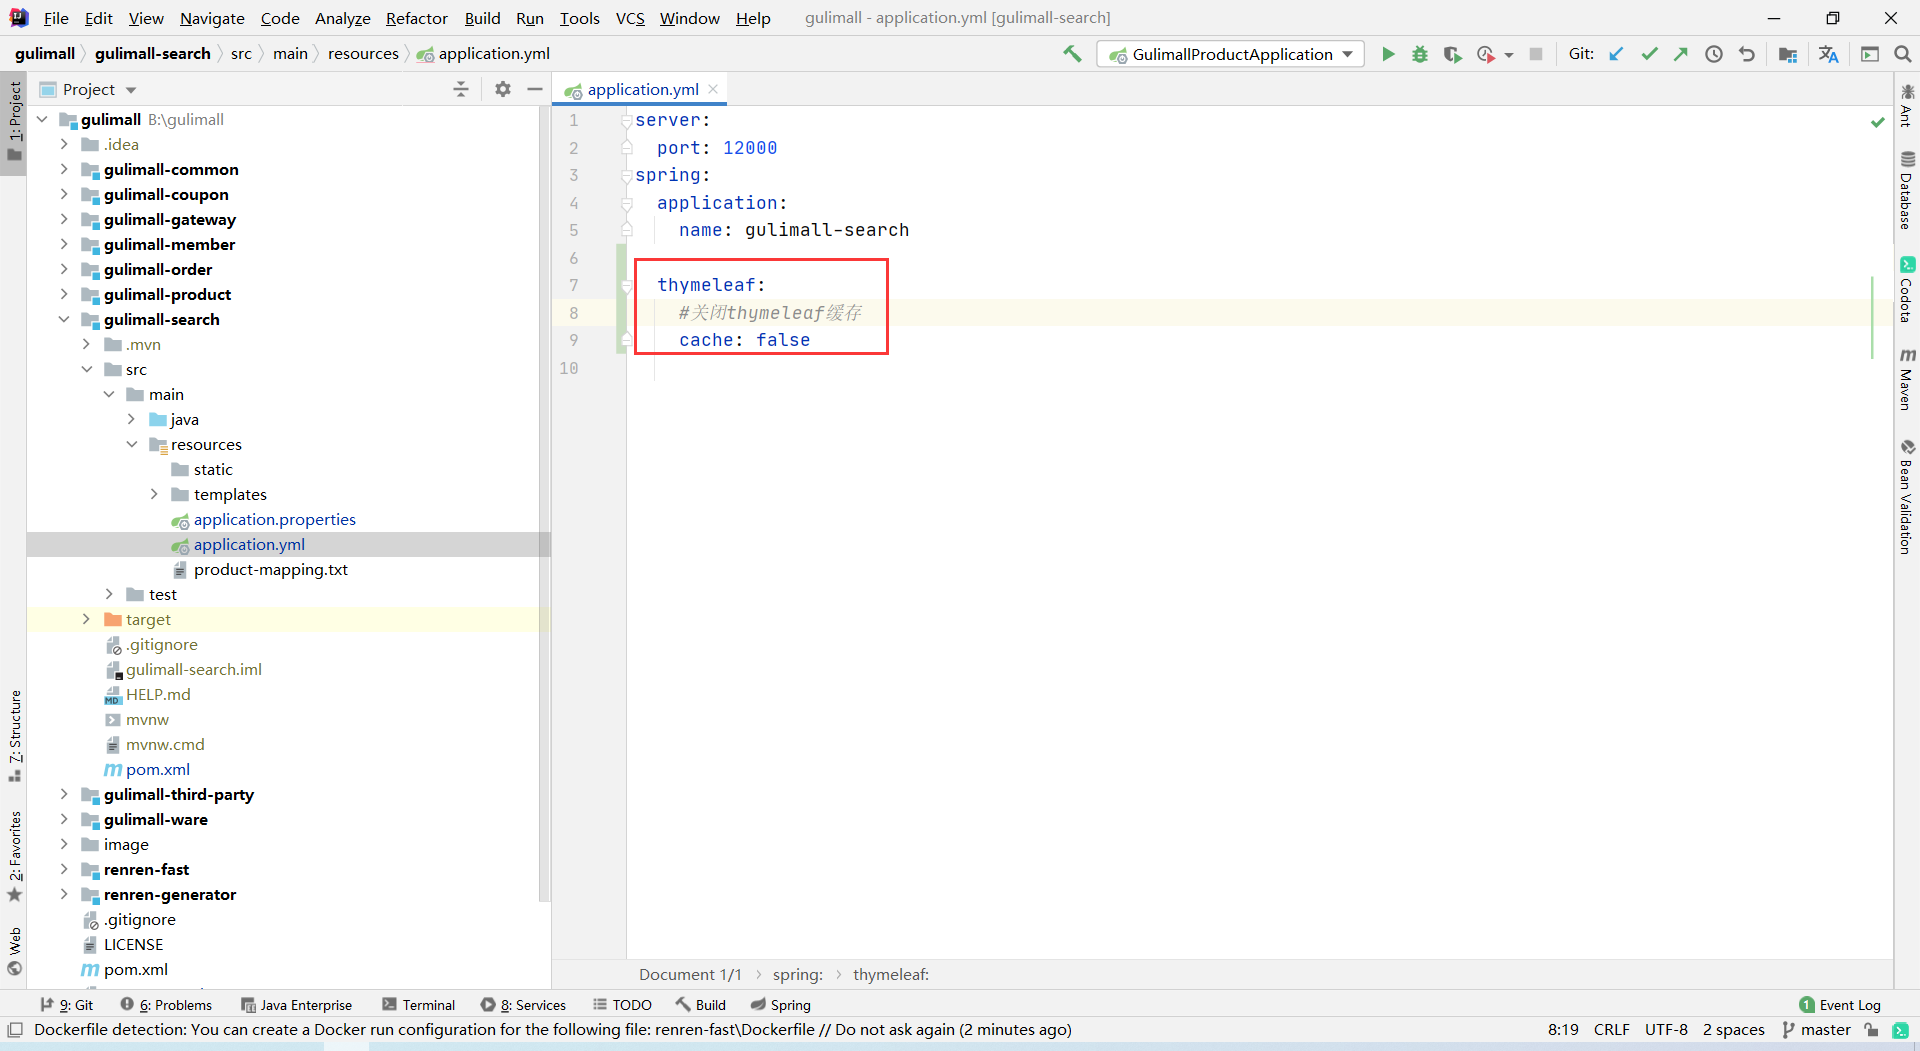 File Edit View Navigate Code Analyze Refactor Build Run Tools VCS Window Help gulimall - application.yml [gulimall-search]
gulimall gulimall-search src main resources application.yml GulimallProductApplication Git:
Project application.yml
1: Project
gulimall B:\gulimall
.idea
gulimall-common
gulimall-coupon
gulimall-gateway
gulimall-member
gulimall-order
gulimall-product
gulimall-search
.mvn
src
main
java
resources
static
templates
application.properties
application.yml
product-mapping.txt
test
target
.gitignore
gulimall-search.iml
HELP.md
mvnw
mvnw.cmd
pom.xml
gulimall-third-party
gulimall-ware
image
renren-fast
renren-generator
.gitignore
LICENSE
pom.xml
7: Structure
2: Favorites
Web
1 server:
2 port: 12000
3 spring:
4 application:
5 name: gulimall-search
6
7 thymeleaf:
8 #关闭thymeleaf缓存
9 cache: false
10
Ant
Database
Codota
Maven
Bean Validation
Document 1/1 spring: thymeleaf:
9: Git 6: Problems Java Enterprise Terminal 8: Services TODO Build Spring 1 Event Log
Dockerfile detection: You can create a Docker run configuration for the following file: renren-fast\Dockerfile // Do not ask again (2 minutes ago) 8:19 CRLF UTF-8 2 spaces master